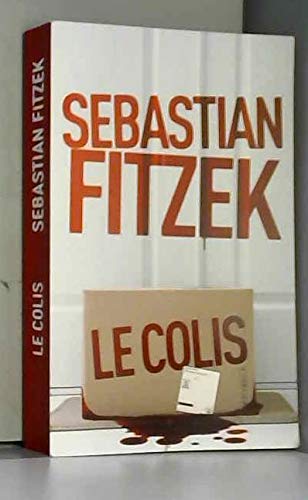 SEBASTIAN
FITZEK
LE COLIS
LE COLIS SEBASTIAN FITZEK